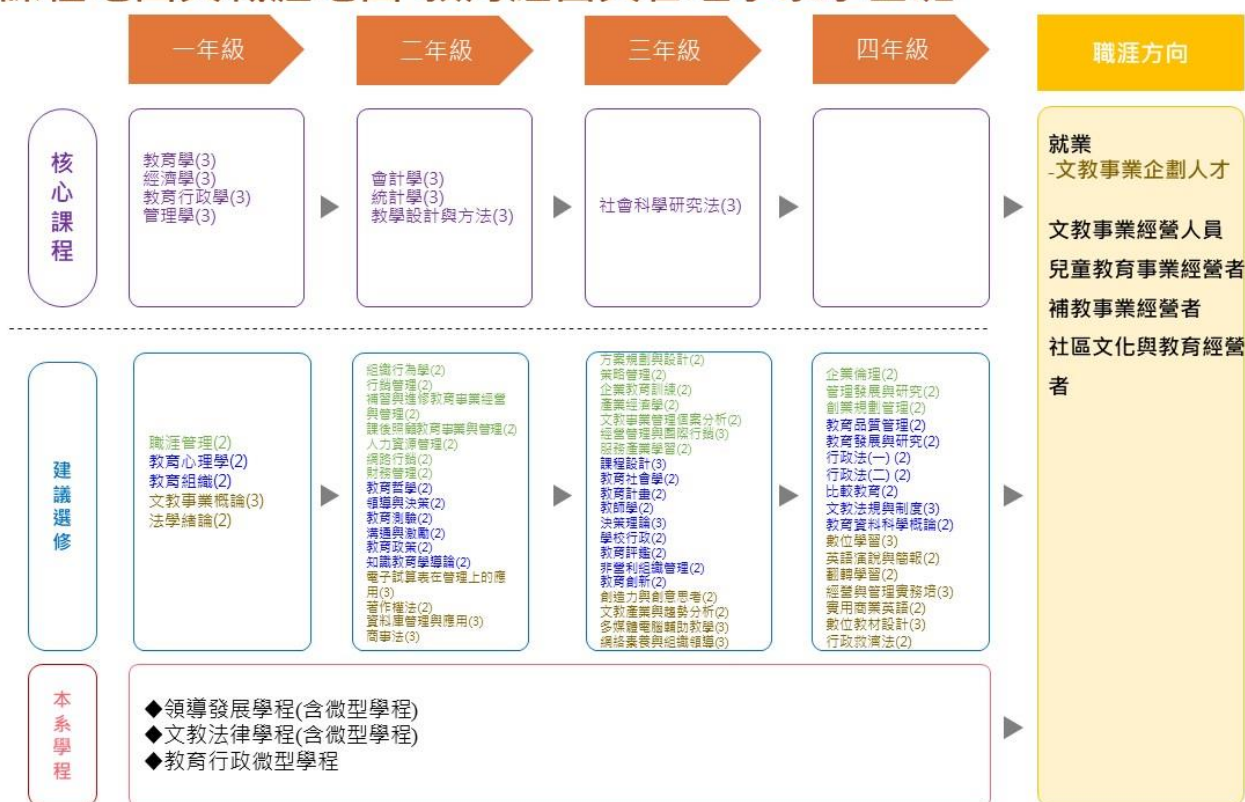 一年級
二年級
三年級
四年級
職涯方向
核
心
課
程
教育學(3)
經濟學(3)
教育行政學(3)
管理學(3)
會計學(3)
統計學(3)
教學設計與方法(3)
社會科學研究法(3)
就業
-文教事業企劃人才
文教事業經營人員
兒童教育事業經營者
補教事業經營者
社區文化與教育經營
者
建
議
選
修
職涯管理(2)
教育心理學(2)
教育組織(2)
文教事業概論(3)
法學緒論(2)
組織行為學(2)
行銷管理(2)
補習與進修教育事業經營
與管理(2)
課後照顧教育事業與管理(2)
人力資源管理(2)
網路行銷(2)
財務管理(2)
教育哲學(2)
領導與決策(2)
教育測驗(2)
溝通與激勵(2)
教育政策(2)
知識教育學導論(2)
電子試算表在管理上的應
用(3)
著作權法(2)
資料庫管理與應用(3)
商事法(3)
方案規劃與設計(2)
策略管理(2)
企業教育訓練(2)
產業經濟學(2)
文教事業管理個案分析(2)
經營管理與國際行銷(3)
服務產業學習(2)
課程設計(3)
教育社會學(2)
教育計畫(2)
教師學(2)
決策理論(3)
學校行政(2)
教育評鑑(2)
非營利組織管理(2)
教育創新(2)
創造力與創意思考(2)
文教產業與趨勢分析(2)
多媒體電腦輔助教學(3)
網絡素養與組織領導(3)
企業倫理(2)
管理發展與研究(2)
創業規劃管理(2)
教育品質管理(2)
教育發展與研究(2)
行政法(一) (2)
行政法(二) (2)
比較教育(2)
文教法規與制度(3)
教育資料科學概論(2)
數位學習(3)
英語演說與簡報(2)
翻轉學習(2)
經營與管理實務培(3)
實用商業英語(2)
數位教材設計(3)
行政救濟法(2)
本
系
學
程
◆領導發展學程(含微型學程)
◆文教法律學程(含微型學程)
◆教育行政微型學程